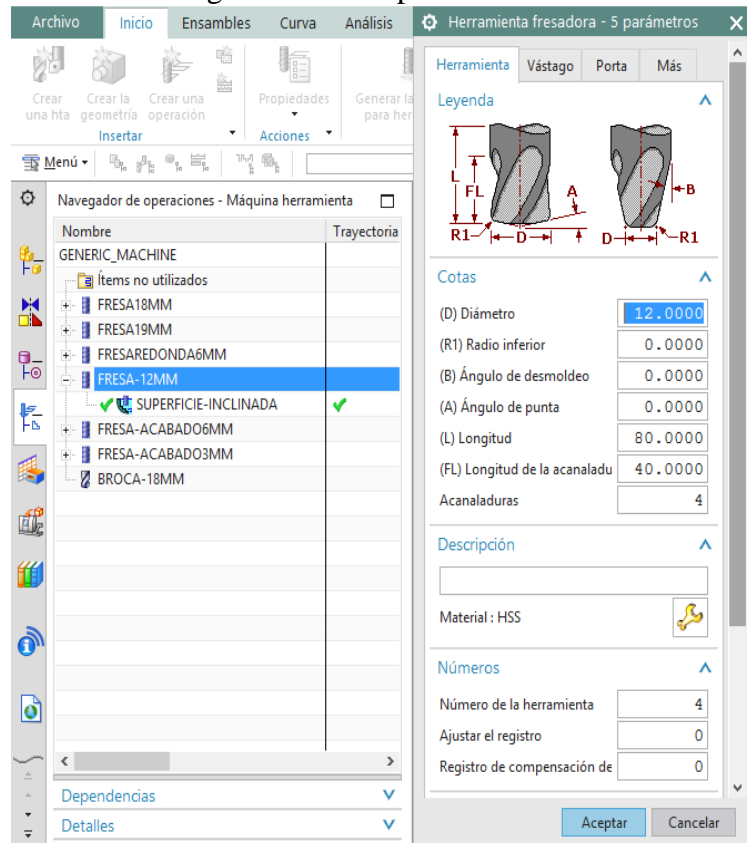 Archivo Inicio Ensambles Curva Análisis
Crear una hta
Crear la geometría
Crear una operación
Insertar
Propiedades
Acciones
Generar la
para her
Menú
Navegador de operaciones - Máquina herramienta
Nombre Trayectoria
GENERIC_MACHINE
Ítems no utilizados
FRESA18MM
FRESA19MM
FRESAREDONDA6MM
FRESA-12MM
SUPERFICIE-INCLINADA
FRESA-ACABADO6MM
FRESA-ACABADO3MM
BROCA-18MM
Dependencias
Detalles
Herramienta fresadora - 5 parámetros
Herramienta Vástago Porta Más
Leyenda
L FL A B
R1 D D R1
Cotas
(D) Diámetro 12.0000
(R1) Radio inferior 0.0000
(B) Ángulo de desmoldeo 0.0000
(A) Ángulo de punta 0.0000
(L) Longitud 80.0000
(FL) Longitud de la acanaladu 40.0000
Acanaladuras 4
Descripción
Material : HSS
Números
Número de la herramienta 4
Ajustar el registro 0
Registro de compensación de 0
Aceptar Cancelar